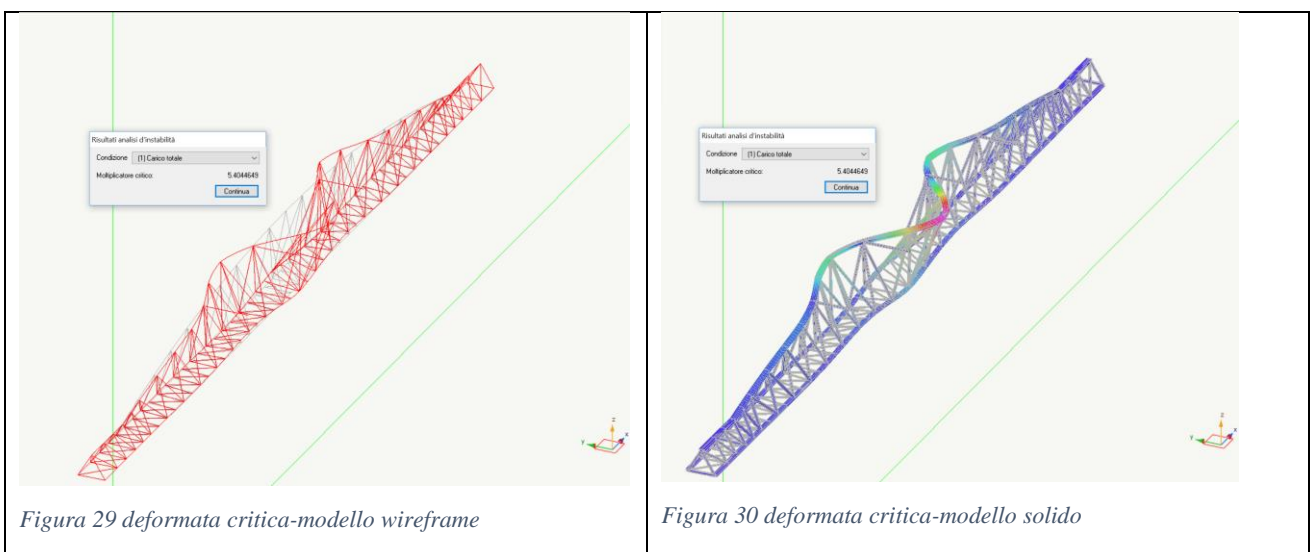 Risultati analisi d'instabilità
Condizione (1) Carico totale
Moltiplicatore critico: 5.4044649
Continua
z
y
x
Figura 29 deformata critica-modello wireframe
Risultati analisi d'instabilità
Condizione (1) Carico totale
Moltiplicatore critico: 5.4044649
Continua
z
y
x
Figura 30 deformata critica-modello solido